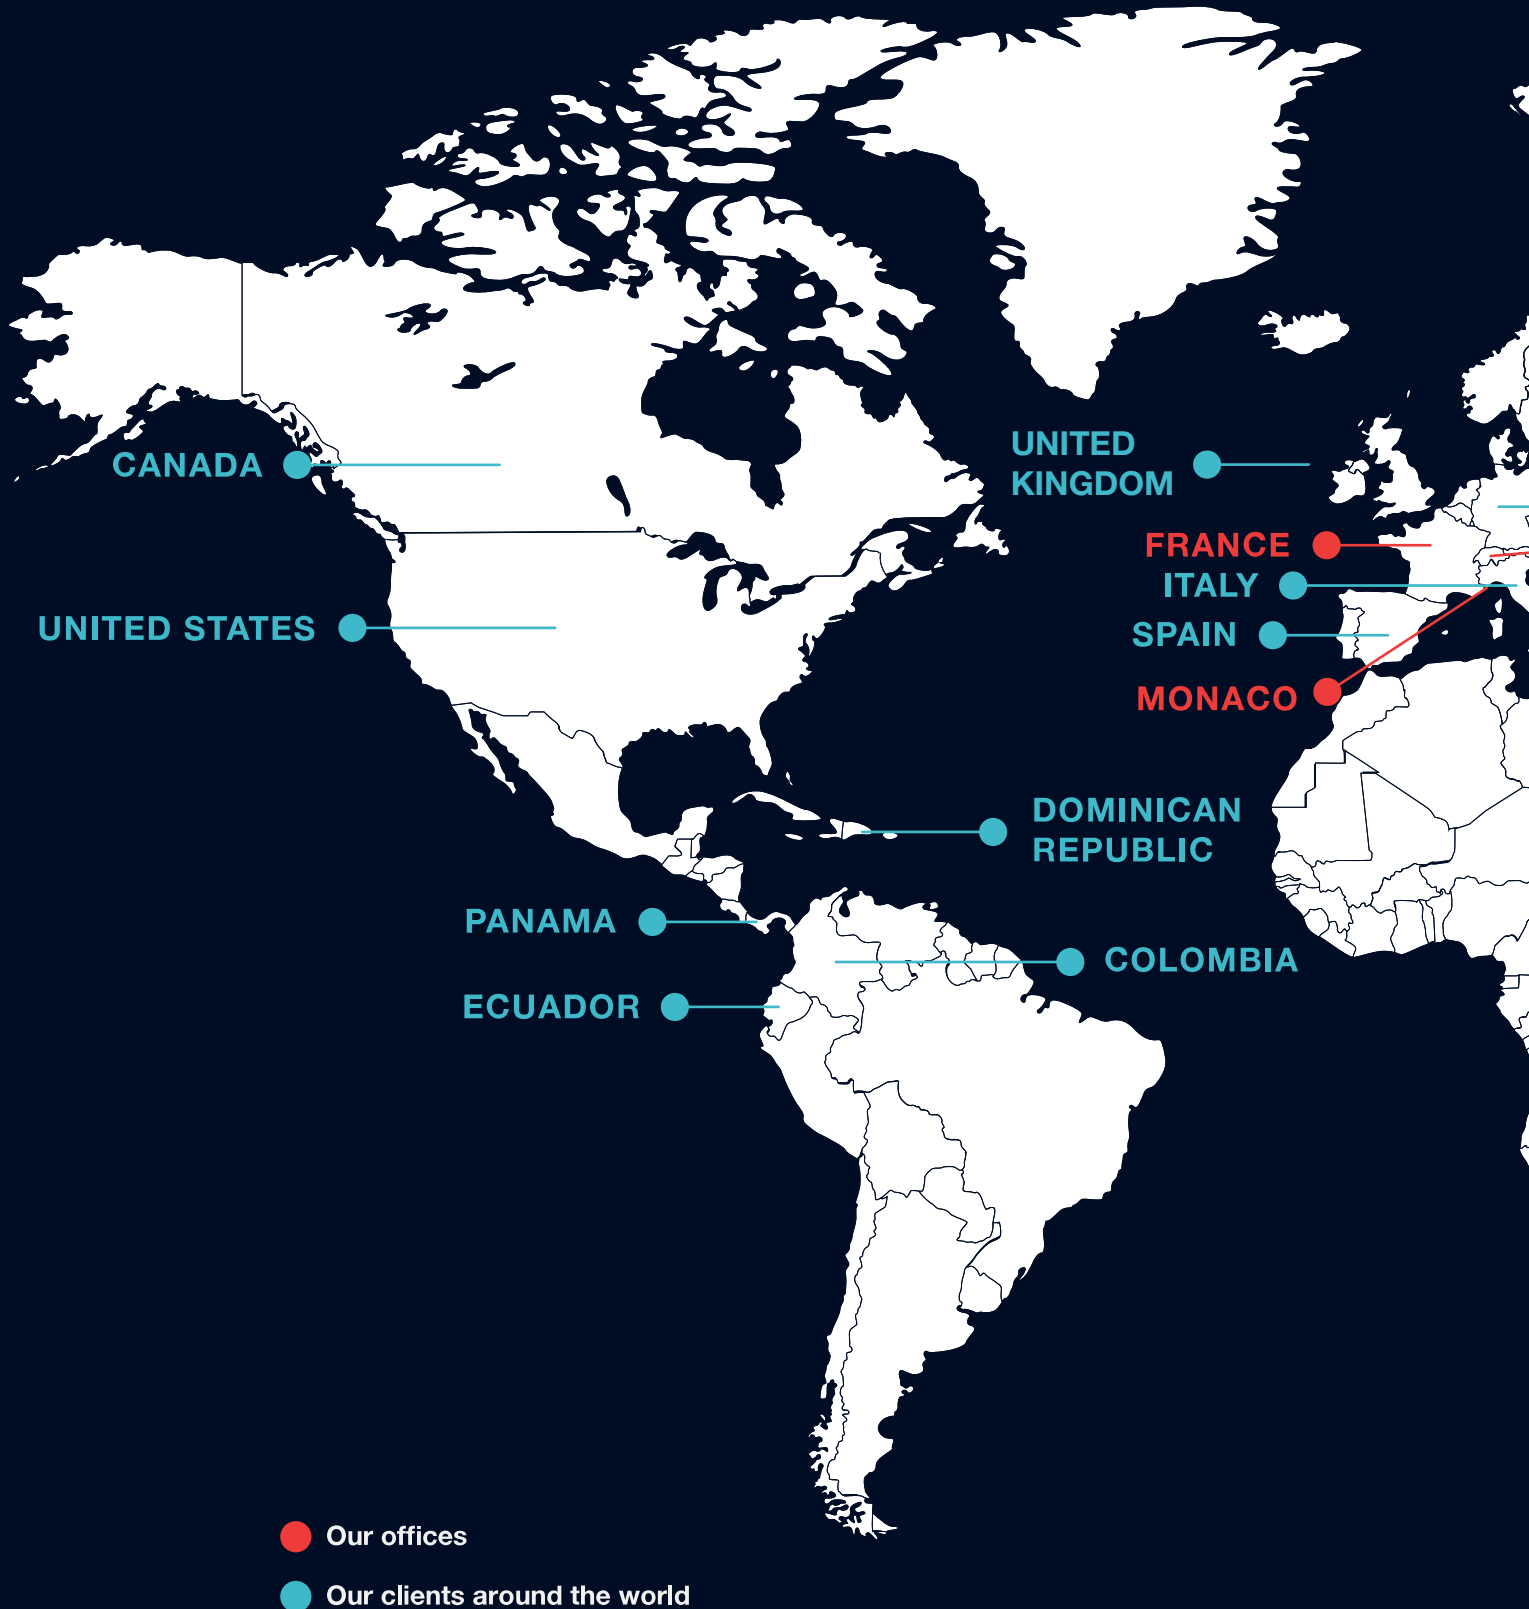 CANADA
UNITED
KINGDOM
FRANCE
ITALY
UNITED STATES
SPAIN
MONACO
DOMINICAN
REPUBLIC
PANAMA
COLOMBIA
ECUADOR
Our offices
Our clients around the world